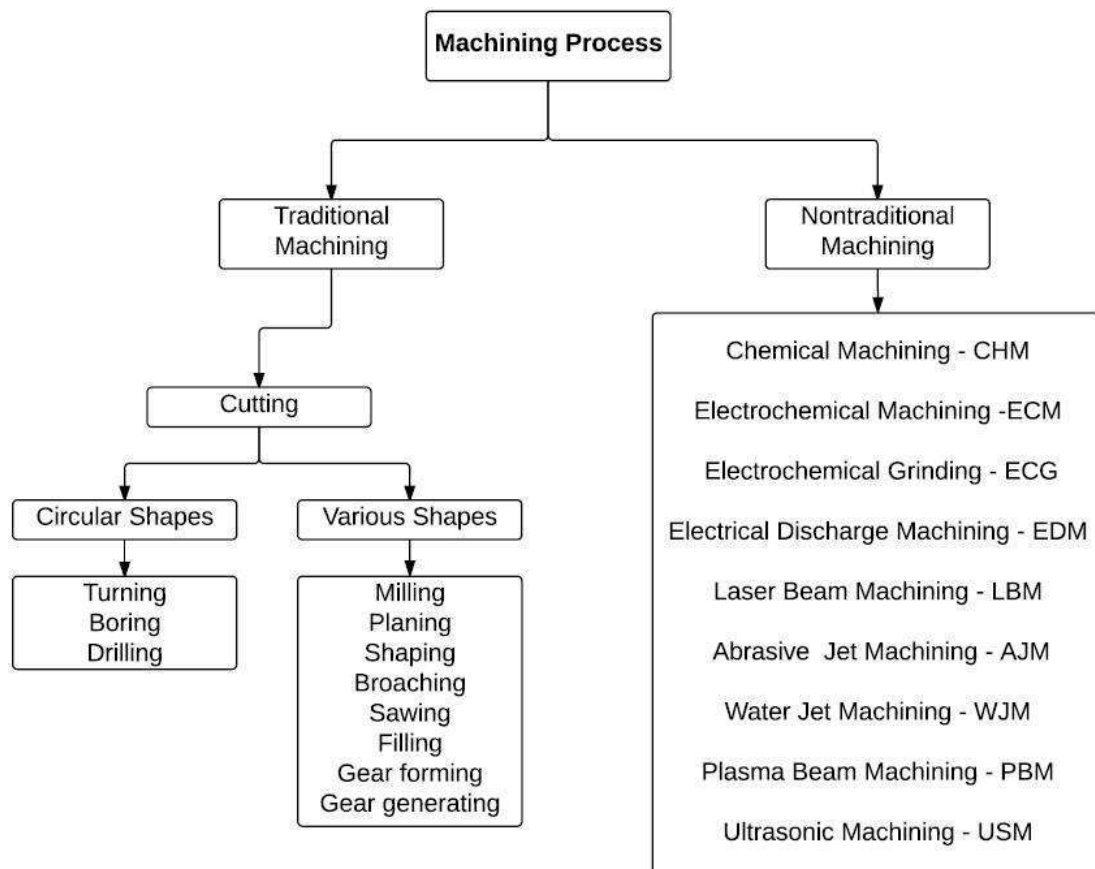 Machining Process
Traditional
Machining
Nontraditional
Machining
Cutting
Circular Shapes
Various Shapes
Turning
Boring
Drilling
Milling
Planing
Shaping
Broaching
Sawing
Filling
Gear forming
Gear generating
Chemical Machining - CHM
Electrochemical Machining -ECM
Electrochemical Grinding - ECG
Electrical Discharge Machining - EDM
Laser Beam Machining - LBM
Abrasive  Jet Machining - AJM
Water Jet Machining - WJM
Plasma Beam Machining - PBM
Ultrasonic Machining - USM